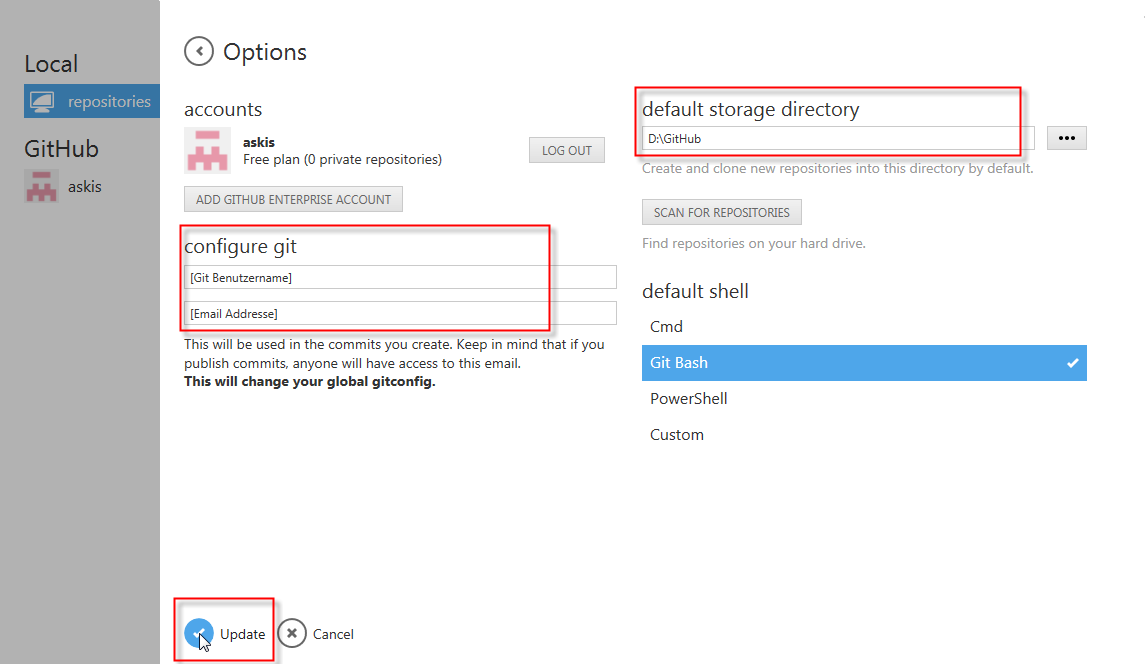 Local
repositories
GitHub
askis
Options
accounts
askis
Free plan (0 private repositories)
LOG OUT
ADD GITHUB ENTERPRISE ACCOUNT
configure git
[Git Benutzername]
[Email Addresse]
This will be used in the commits you create. Keep in mind that if you
publish commits, anyone will have access to this email.
This will change your global gitconfig.
default storage directory
D:\GitHub
Create and clone new repositories into this directory by default.
SCAN FOR REPOSITORIES
Find repositories on your hard drive.
default shell
Cmd
Git Bash
PowerShell
Custom
Update
Cancel